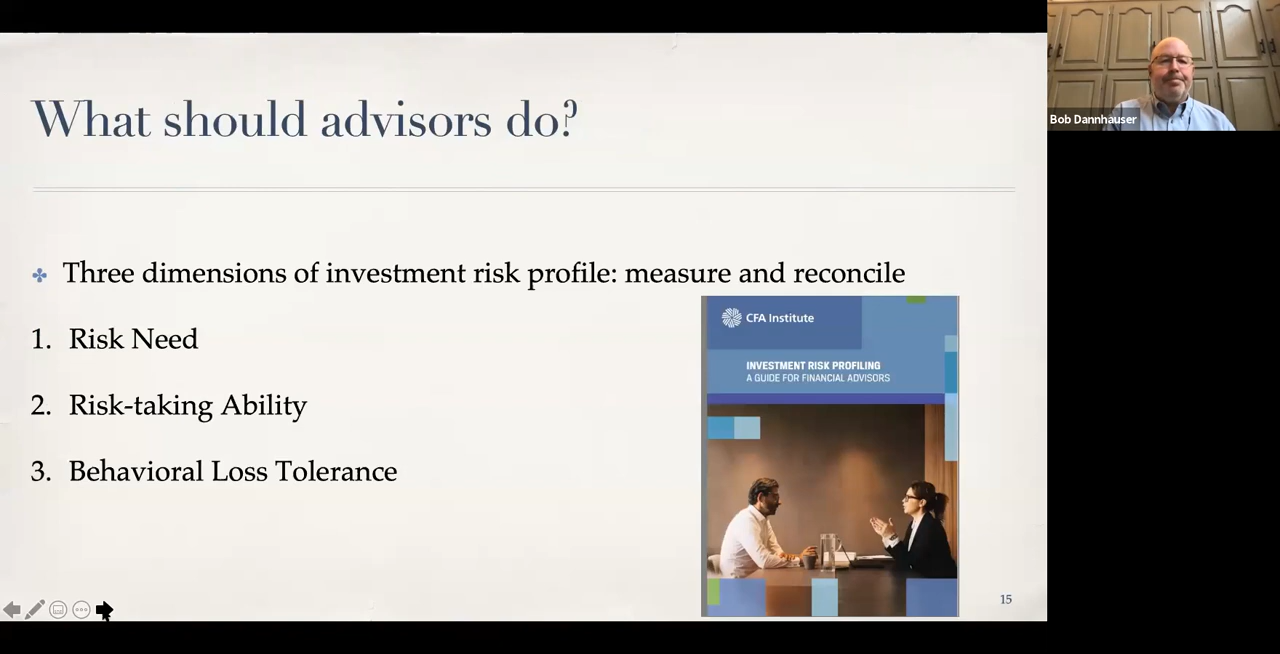 What should advisors do?
Three dimensions of investment risk profile: measure and reconcile
1. Risk Need
2. Risk-taking Ability
3. Behavioral Loss Tolerance
CFA Institute
INVESTMENT RISK PROFILING
A GUIDE FOR FINANCIAL ADVISORS
15
Bob Dannhauser